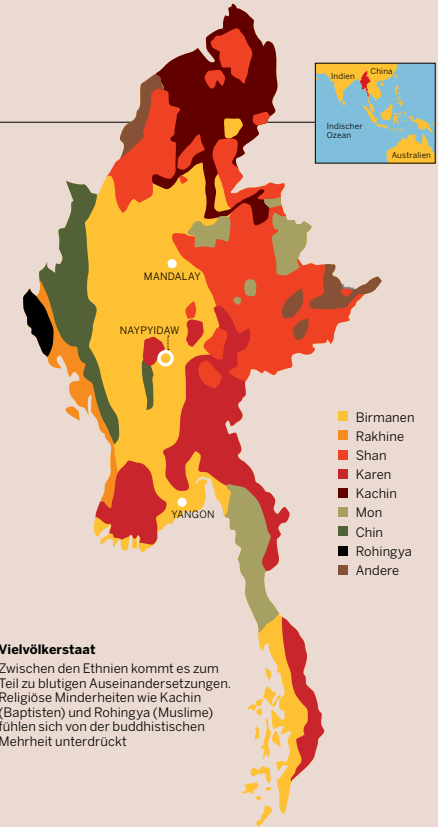 Indien
China
Indischer
Ozean
Australien
MANDALAY
NAYPYIDAW
YANGON
Birmanen
Rakhine
Shan
Karen
Kachin
Mon
Chin
Rohingya
Andere
Vielvölkerstaat
Zwischen den Ethnien kommt es zum
Teil zu blutigen Auseinandersetzungen.
Religiöse Minderheiten wie Kachin
(Baptisten) und Rohingya (Muslime)
fühlen sich von der buddhistischen
Mehrheit unterdrückt